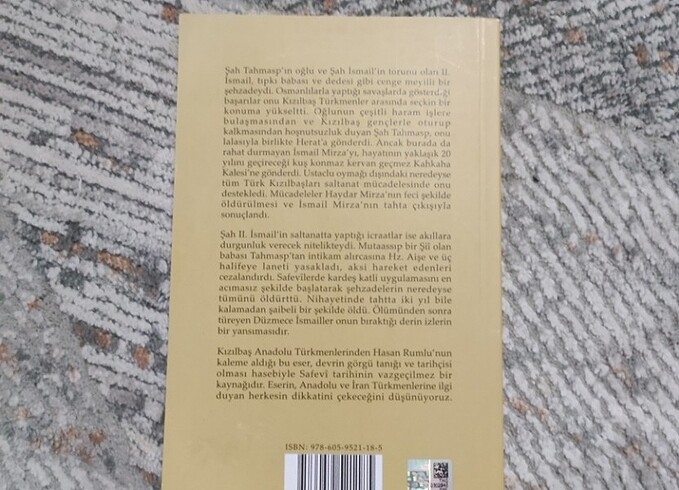 Şah Tahmasp'ın oğlu ve Şah İsmail'in torunu olan II.
İsmail, tıpkı babası ve dedesi gibi cenge meyilli bir
şehzadeydi. Osmanlılarla yaptığı savaşlarda gösterdiği
başarılar onu Kızılbaş Türkmenler arasında seçkin bir
konuma yükseltti. Oğlunun çeşitli haram işlere
bulaşmasından ve Kızılbaş gençlerle oturup
kalkmasından hoşnutsuzluk duyan Şah Tahmasp, onu
lalasıyla birlikte Herat'a gönderdi. Ancak burada da
rahat durmayan İsmail Mirza'yı, hayatının yaklaşık 20
yılını geçireceği kuş konmaz kervan geçmez Kahkaha
Kalesi'ne gönderdi. Ustaclu oymağı dışındaki neredeyse
tüm Türk Kızılbaşları saltanat mücadelesinde onu
destekledi. Mücadeleler Haydar Mirza'nın feci şekilde
öldürülmesi ve İsmail Mirza'nın tahta çıkışıyla
sonuçlandı.
Şah II. İsmail'in saltanatta yaptığı icraatlar ise akıllara
durgunluk verecek nitelikteydi. Mutaassıp bir Şiî olan
babası Tahmasp'tan intikam alırcasına Hz. Aişe ve üç
halifeye laneti yasakladı, aksi hareket edenleri
cezalandırdı. Safevîlerde kardeş katli uygulamasını en
acımasız şekilde başlatarak şehzadelerin neredeyse
tümünü öldürttü. Nihayetinde tahtta iki yıl bile
kalamadan şaibeli bir şekilde öldü. Ölümünden sonra
türeyen Düzmece İsmailler onun bıraktığı derin izlerin
bir yansımasıdır.
Kızılbaş Anadolu Türkmenlerinden Hasan Rumlu'nun
kaleme aldığı bu eser, devrin görgü tanığı ve tarihçisi
olması hasebiyle Safevî tarihinin vazgeçilmez bir
kaynağıdır. Eserin, Anadolu ve İran Türkmenlerine ilgi
duyan herkesin dikkatini çekeceğini düşünüyoruz.
ISBN: 978-605-9521-18-5